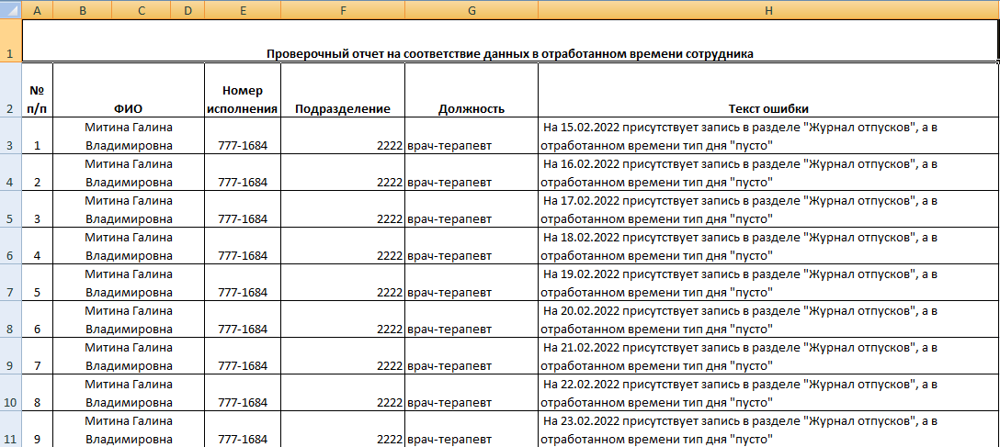 A B C D E F G H
1 Проверочный отчет на соответствие данных в отработанном времени сотрудника
№ Номер
2 п/п ФИО исполнения Подразделение Должность Текст ошибки
Митина Галина На 15.02.2022 присутствует запись в разделе "Журнал отпусков", а в
3 1 Владимировна 777-1684 2222 врач-терапевт отработанном времени тип дня "пусто"
Митина Галина На 16.02.2022 присутствует запись в разделе "Журнал отпусков", а в
4 2 Владимировна 777-1684 2222 врач-терапевт отработанном времени тип дня "пусто"
Митина Галина На 17.02.2022 присутствует запись в разделе "Журнал отпусков", а в
5 3 Владимировна 777-1684 2222 врач-терапевт отработанном времени тип дня "пусто"
Митина Галина На 18.02.2022 присутствует запись в разделе "Журнал отпусков", а в
6 4 Владимировна 777-1684 2222 врач-терапевт отработанном времени тип дня "пусто"
Митина Галина На 19.02.2022 присутствует запись в разделе "Журнал отпусков", а в
7 5 Владимировна 777-1684 2222 врач-терапевт отработанном времени тип дня "пусто"
Митина Галина На 20.02.2022 присутствует запись в разделе "Журнал отпусков", а в
8 6 Владимировна 777-1684 2222 врач-терапевт отработанном времени тип дня "пусто"
Митина Галина На 21.02.2022 присутствует запись в разделе "Журнал отпусков", а в
9 7 Владимировна 777-1684 2222 врач-терапевт отработанном времени тип дня "пусто"
Митина Галина На 22.02.2022 присутствует запись в разделе "Журнал отпусков", а в
10 8 Владимировна 777-1684 2222 врач-терапевт отработанном времени тип дня "пусто"
Митина Галина На 23.02.2022 присутствует запись в разделе "Журнал отпусков", а в
11 9 Владимировна 777-1684 2222 врач-терапевт отработанном времени тип дня "пусто"